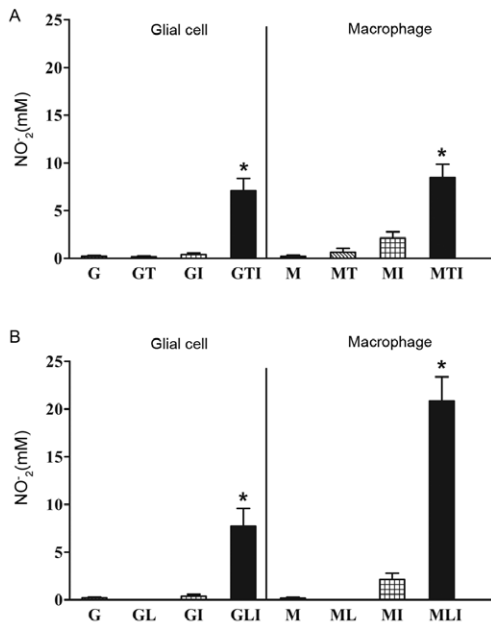 A
Glial cell Macrophage
NO⁻₂(mM)
25
20
15
10
5
0
* *
G GT GI GTI M MT MI MTI
B
Glial cell Macrophage
NO⁻₂(mM)
25
20
15
10
5
0
* *
G GL GI GLI M ML MI MLI